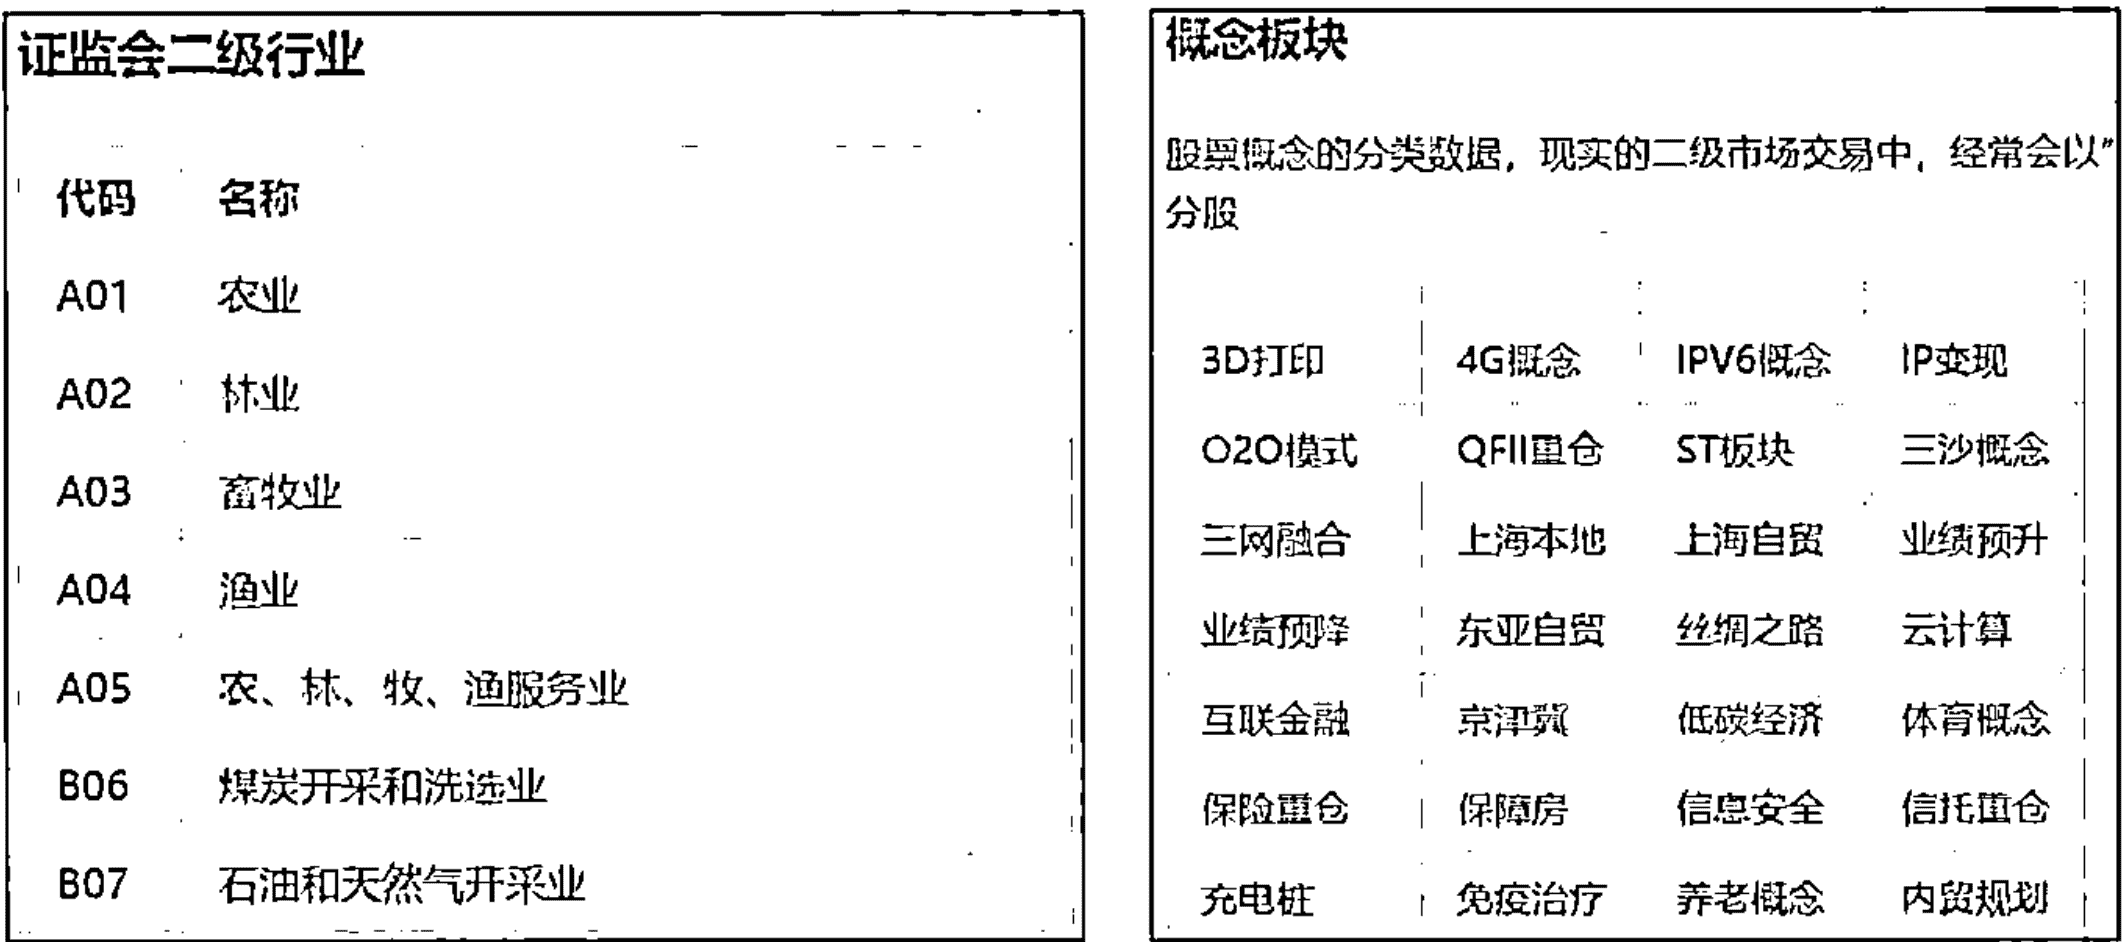 证监会二级行业
代码 名称
A01 农业
A02 林业
A03 畜牧业
A04 渔业
A05 农、林、牧、渔服务业
B06 煤炭开采和洗选业
B07 石油和天然气开采业
概念板块
股票概念的分类数据，现实的二级市场交易中，经常会以"
分股
3D打印 4G概念 IPV6概念 IP变现
O2O模式 QFII重仓 ST板块 三沙概念
三网融合 上海本地 上海自贸 业绩预升
业绩预降 东亚自贸 丝绸之路 云计算
互联金融 京津冀 低碳经济 体育概念
保险重仓 保障房 信息安全 信托重仓
充电桩 免疫治疗 养老概念 内贸规划